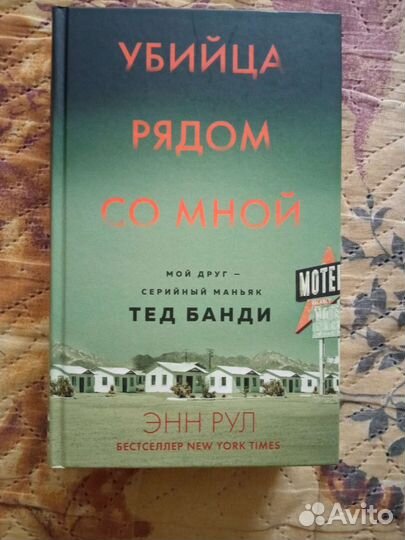 УБИЙЦА
РЯДОМ
СО МНОЙ
МОЙ ДРУГ –
СЕРИЙНЫЙ МАНЬЯК
ТЕД БАНДИ
MOTEL
ЭНН РУЛ
БЕСТСЕЛЛЕР NEW YORK TIMES
Avito